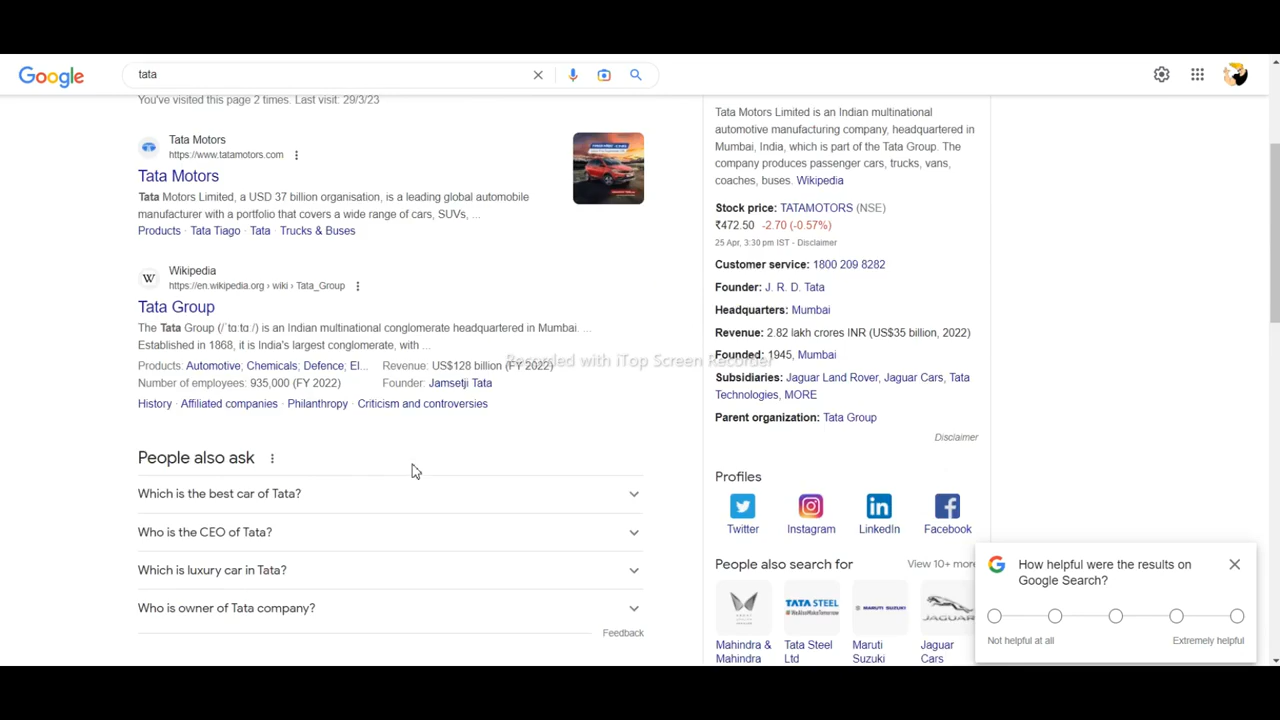 Google
tata
You've visited this page 2 times. Last visit: 29/3/23
Tata Motors
https://www.tatamotors.com
Tata Motors
Tata Motors Limited, a USD 37 billion organisation, is a leading global automobile
manufacturer with a portfolio that covers a wide range of cars, SUVs, ...
Products · Tata Tiago · Tata · Trucks & Buses
W
Wikipedia
https://en.wikipedia.org › wiki › Tata_Group
Tata Group
The Tata Group (/ˈtɑːtɑː/) is an Indian multinational conglomerate headquartered in Mumbai. ...
Established in 1868, it is India's largest conglomerate, with ...
Products: Automotive; Chemicals; Defence; El...
Revenue: US$128 billion (FY 2022)
Number of employees: 935,000 (FY 2022)
Founder: Jamsetji Tata
History · Affiliated companies · Philanthropy · Criticism and controversies
Recorded with iTop Screen Recorder
People also ask
Which is the best car of Tata?
Who is the CEO of Tata?
Which is luxury car in Tata?
Who is owner of Tata company?
Feedback
Tata Motors Limited is an Indian multinational
automotive manufacturing company, headquartered in
Mumbai, India, which is part of the Tata Group. The
company produces passenger cars, trucks, vans,
coaches, buses. Wikipedia
Stock price: TATAMOTORS (NSE)
₹472.50 -2.70 (-0.57%)
25 Apr, 3:30 pm IST - Disclaimer
Customer service: 1800 209 8282
Founder: J. R. D. Tata
Headquarters: Mumbai
Revenue: 2.82 lakh crores INR (US$35 billion, 2022)
Founded: 1945, Mumbai
Subsidiaries: Jaguar Land Rover, Jaguar Cars, Tata
Technologies, MORE
Parent organization: Tata Group
Disclaimer
Profiles
Twitter
Instagram
LinkedIn
Facebook
People also search for
View 10+ more
TATA STEEL
MARUTI SUZUKI
JAGUAR
Mahindra &
Mahindra
Tata Steel
Ltd
Maruti
Suzuki
Jaguar
Cars
How helpful were the results on
Google Search?
Not helpful at all
Extremely helpful